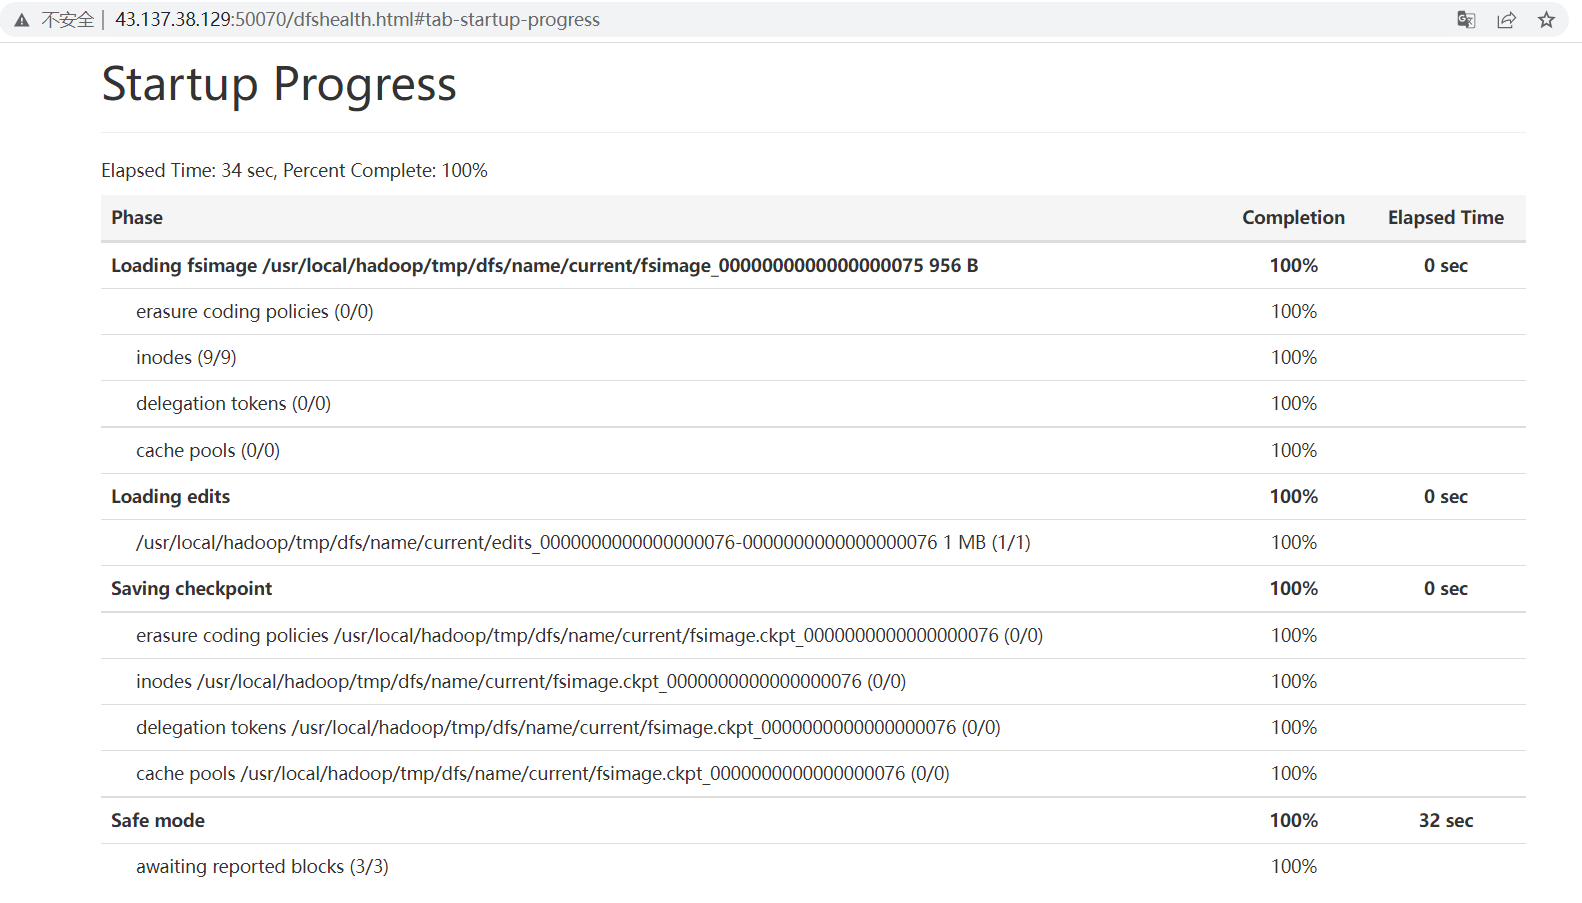 不安全 | 43.137.38.129:50070/dfshealth.html#tab-startup-progress
Startup Progress
Elapsed Time: 34 sec, Percent Complete: 100%
Phase Completion Elapsed Time
Loading fsimage /usr/local/hadoop/tmp/dfs/name/current/fsimage_0000000000000000075 956 B 100% 0 sec
erasure coding policies (0/0) 100%
inodes (9/9) 100%
delegation tokens (0/0) 100%
cache pools (0/0) 100%
Loading edits 100% 0 sec
/usr/local/hadoop/tmp/dfs/name/current/edits_0000000000000000076-0000000000000000076 1 MB (1/1) 100%
Saving checkpoint 100% 0 sec
erasure coding policies /usr/local/hadoop/tmp/dfs/name/current/fsimage.ckpt_0000000000000000076 (0/0) 100%
inodes /usr/local/hadoop/tmp/dfs/name/current/fsimage.ckpt_0000000000000000076 (0/0) 100%
delegation tokens /usr/local/hadoop/tmp/dfs/name/current/fsimage.ckpt_0000000000000000076 (0/0) 100%
cache pools /usr/local/hadoop/tmp/dfs/name/current/fsimage.ckpt_0000000000000000076 (0/0) 100%
Safe mode 100% 32 sec
awaiting reported blocks (3/3) 100%